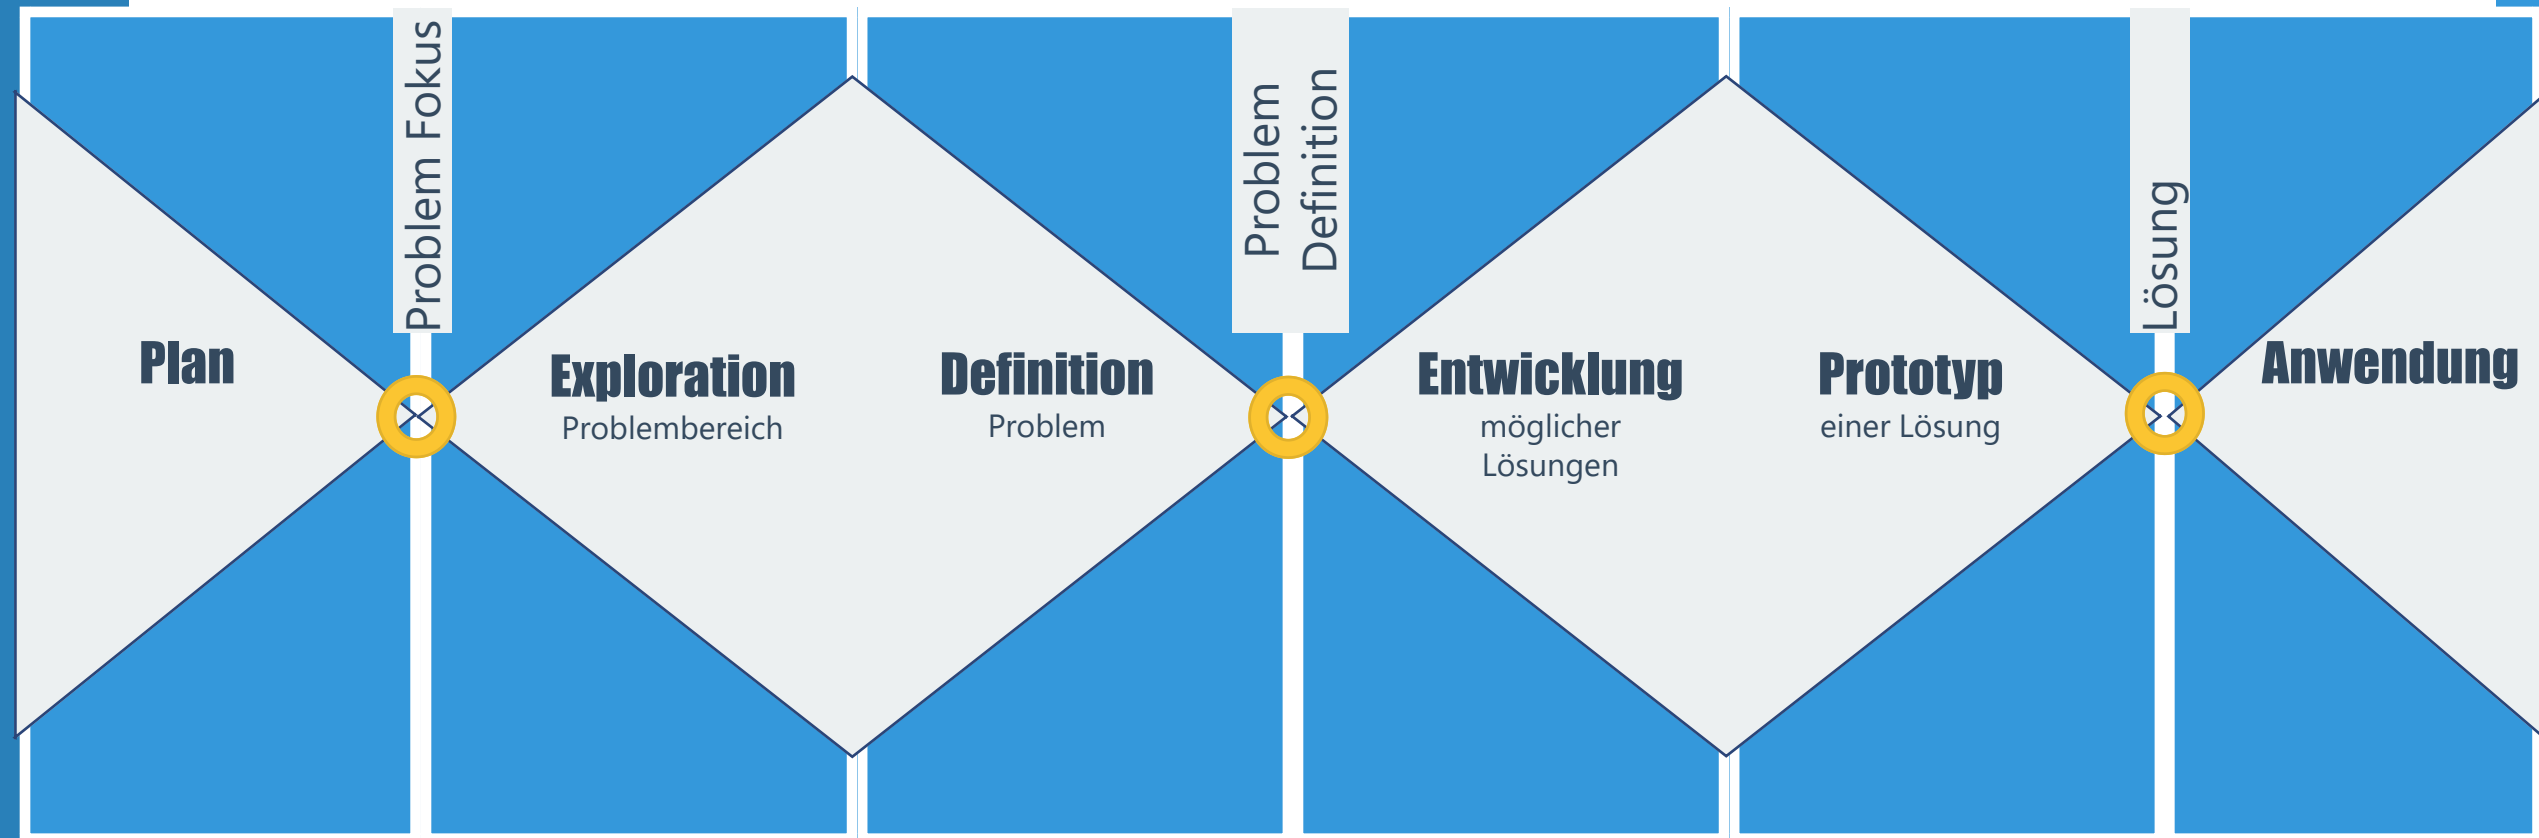 Problem Fokus
Problem
Definition
Lösung
Plan
Exploration
Problembereich
Definition
Problem
Entwicklung
möglicher
Lösungen
Prototyp
einer Lösung
Anwendung